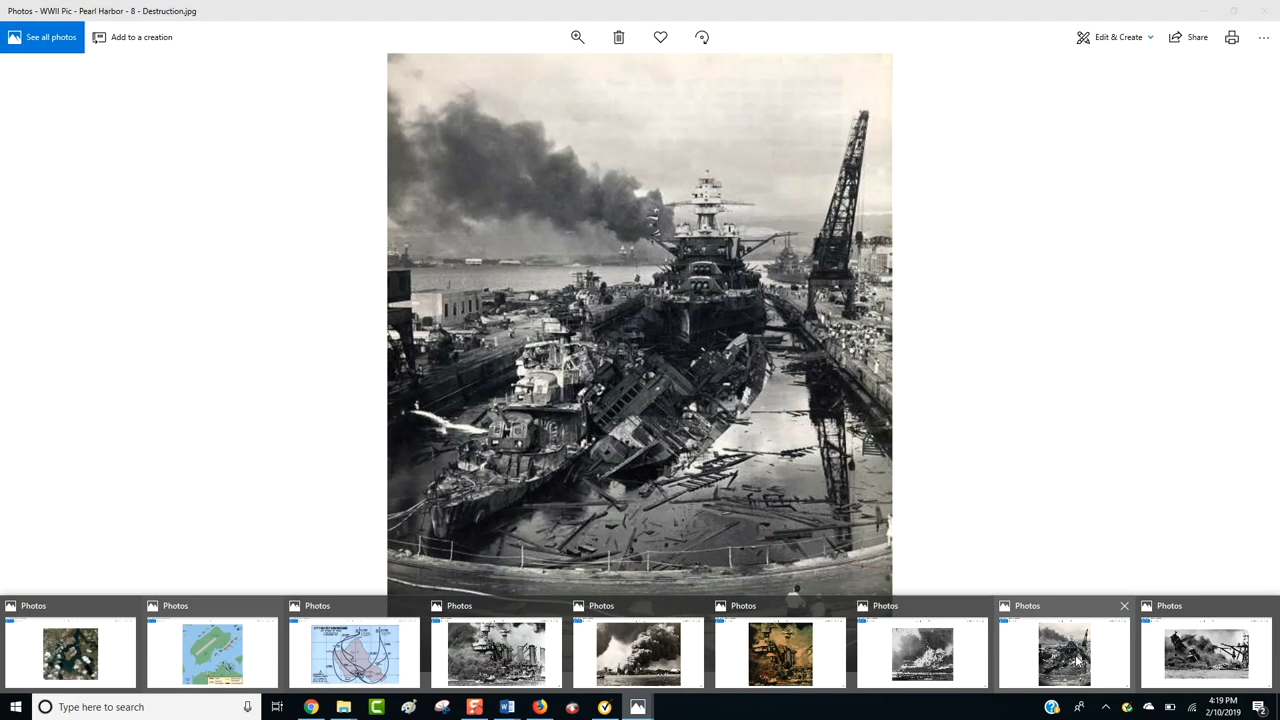 Photos - WWII Pic - Pearl Harbor - 8 - Destruction.jpg
See all photos
Add to a creation
Edit & Create
Share
Photos
Photos
Photos
Photos
Photos
Photos
Photos
Photos
Photos
Type here to search
4:19 PM
2/10/2019
2